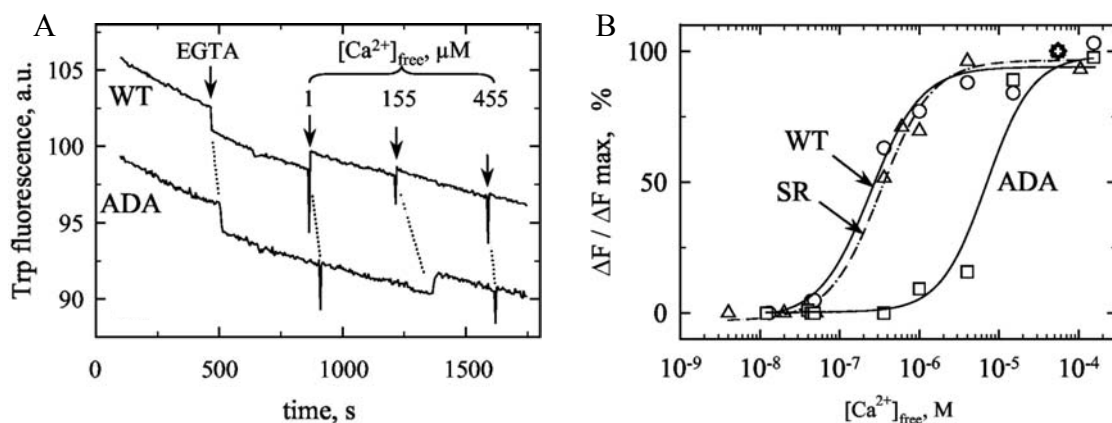 A
Trp fluorescence, a.u.
105
100
95
90
WT
ADA
EGTA
[Ca²⁺]free, μM
1 155 455
0 500 1000 1500
time, s
B
ΔF / ΔF max, %
100
50
0
WT
SR
ADA
10⁻⁹ 10⁻⁸ 10⁻⁷ 10⁻⁶ 10⁻⁵ 10⁻⁴
[Ca²⁺]free, M